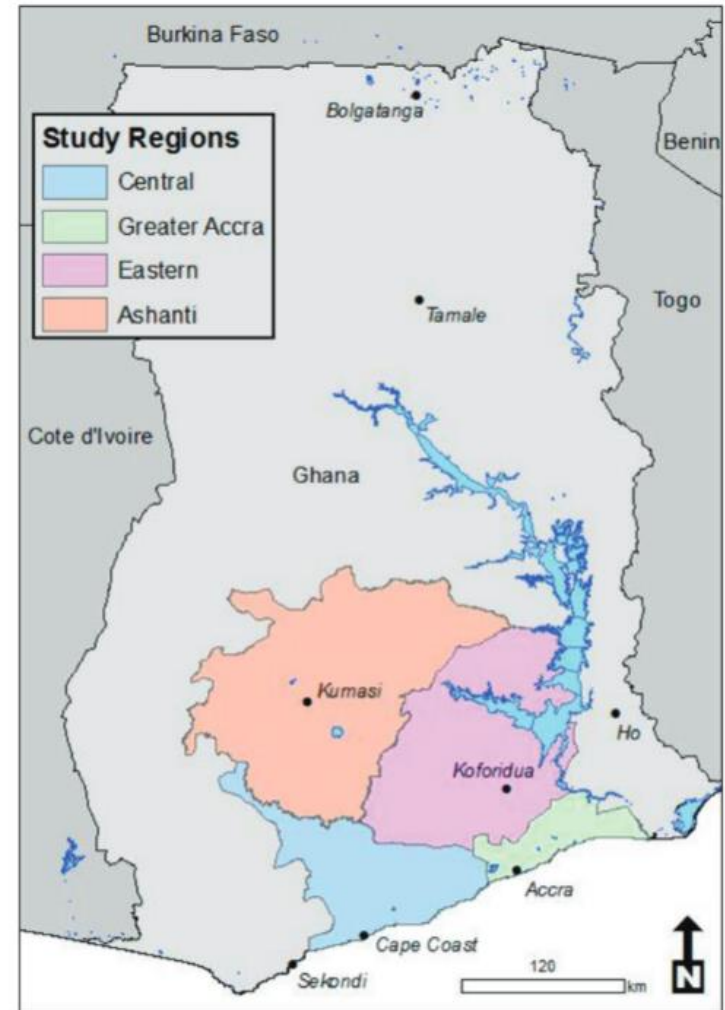 Burkina Faso
Bolgatanga
Benin
Study Regions
Central
Greater Accra
Eastern
Ashanti
Togo
Tamale
Cote d'Ivoire
Ghana
Kumasi
Ho
Koforidua
Accra
Cape Coast
Sekondi
120
km
N